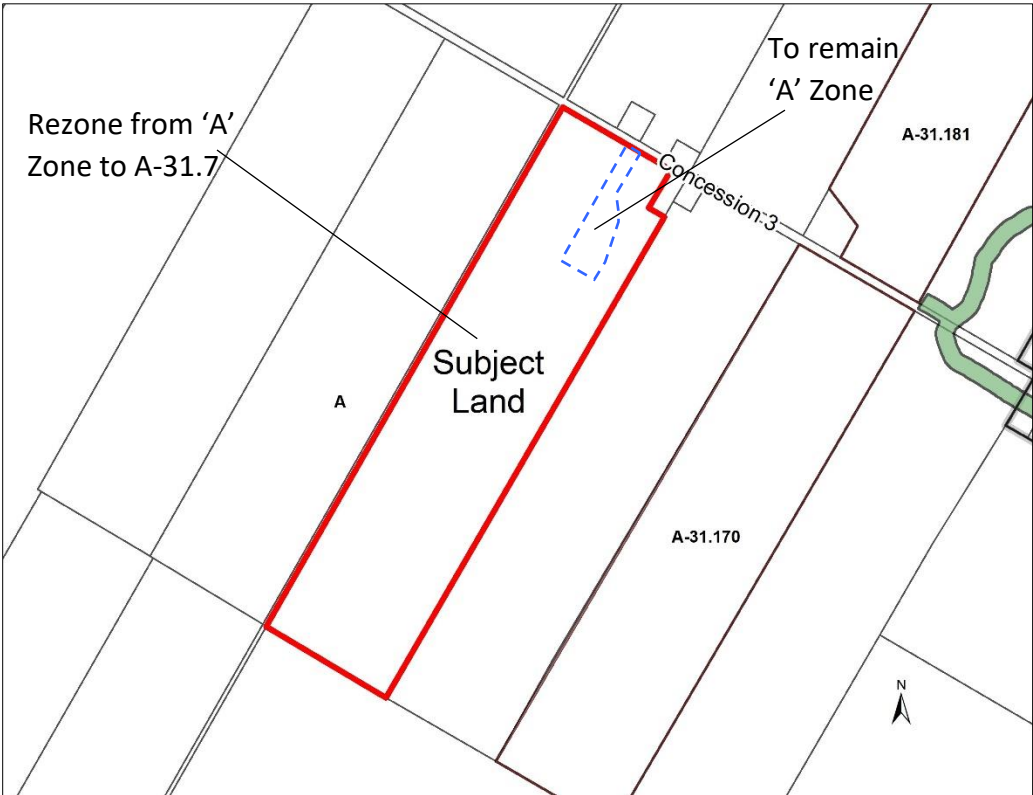 To remain
'A' Zone
Rezone from 'A'
Zone to A-31.7
A-31.181
Concession 3
Subject
Land
A
A-31.170
N